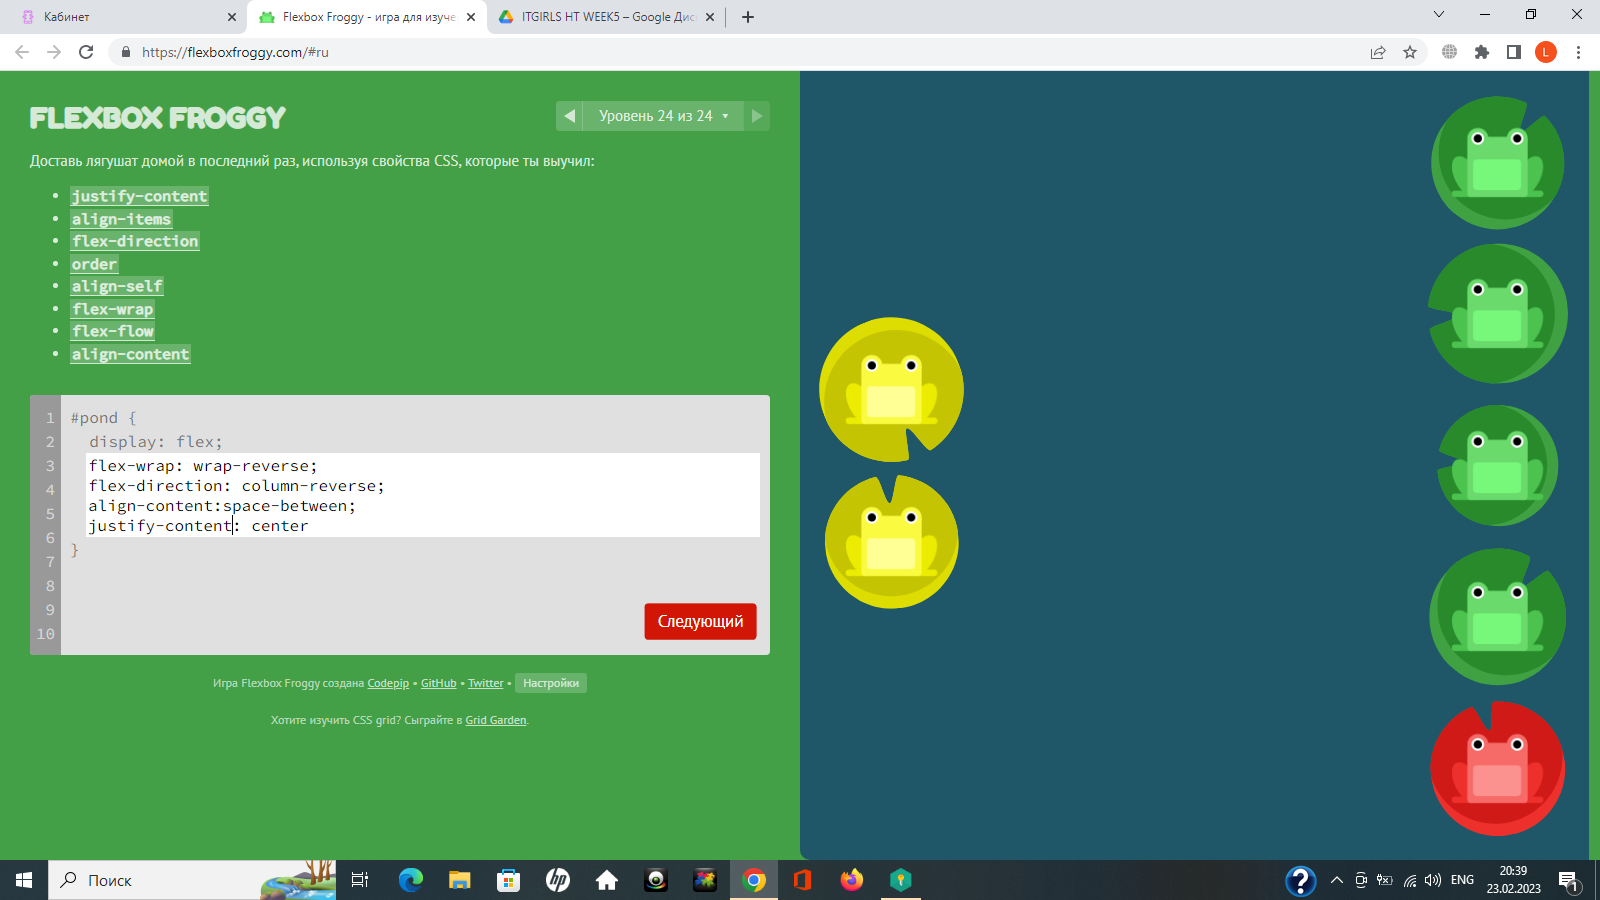 Кабинет
Flexbox Froggy - игра для изуче
ITGIRLS HT WEEK5 – Google Дис
https://flexboxfroggy.com/#ru
L
FLEXBOX FROGGY
Уровень 24 из 24
Доставь лягушат домой в последний раз, используя свойства CSS, которые ты выучил:
justify-content
align-items
flex-direction
order
align-self
flex-wrap
flex-flow
align-content
1 #pond {
2 display: flex;
3 flex-wrap: wrap-reverse;
4 flex-direction: column-reverse;
5 align-content:space-between;
6 justify-content: center
7 }
8
9
10
Следующий
Игра Flexbox Froggy создана Codepip • GitHub • Twitter • Настройки
Хотите изучить CSS grid? Сыграйте в Grid Garden.
Поиск
hp
?
ENG
20:39
23.02.2023
1